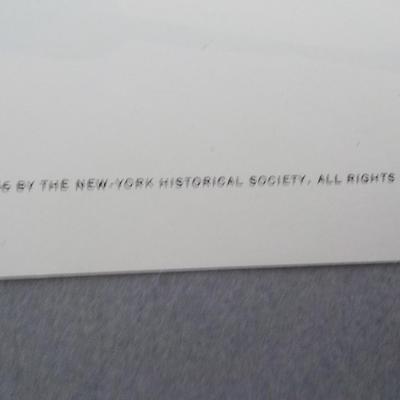 BY THE NEW-YORK HISTORICAL SOCIETY. ALL RIGHTS